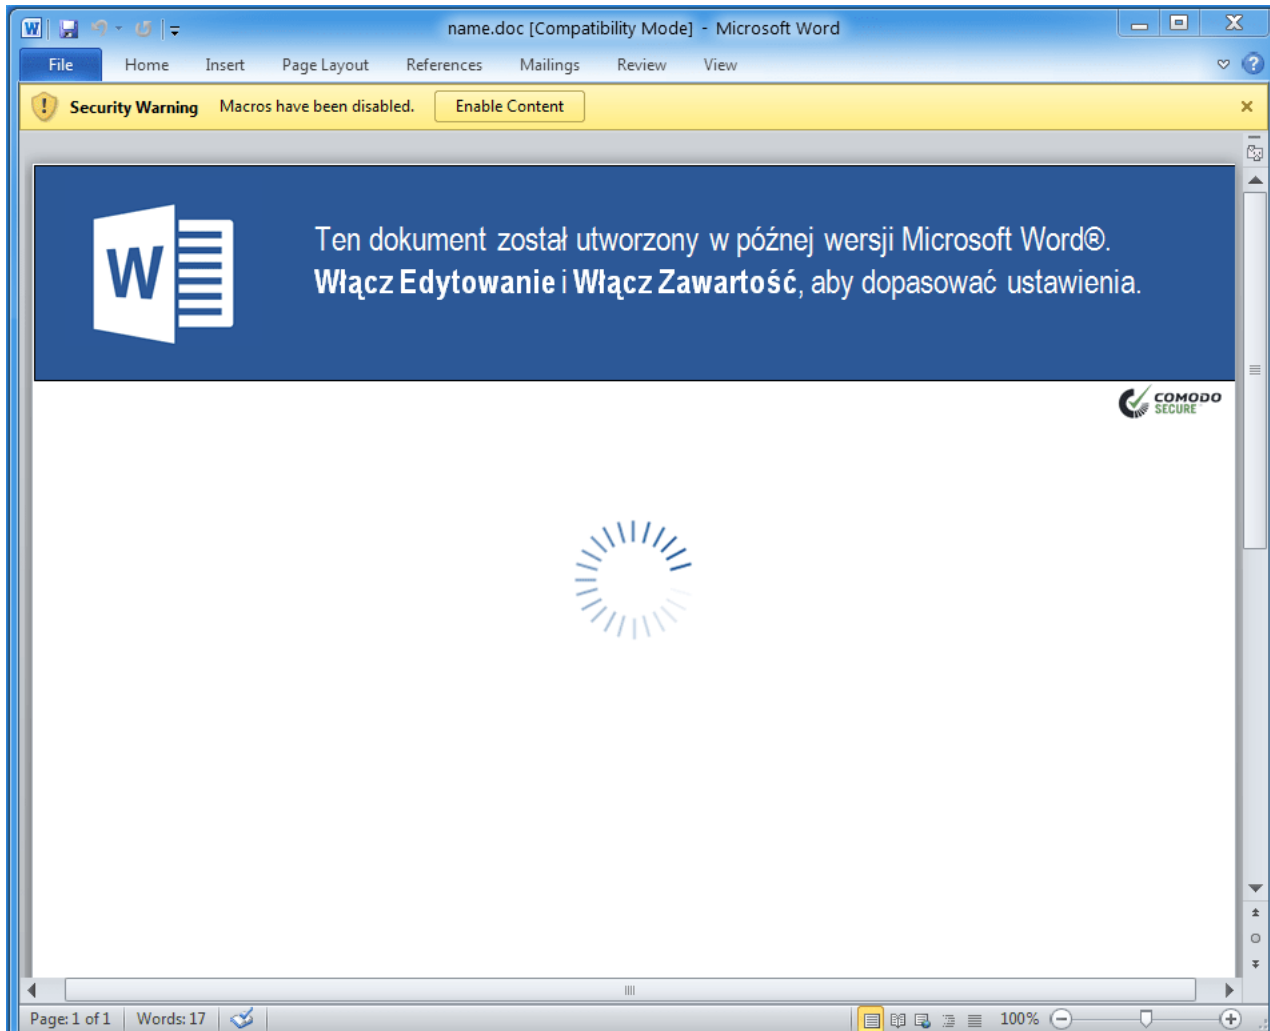 W
name.doc [Compatibility Mode] - Microsoft Word
File Home Insert Page Layout References Mailings Review View
Security Warning Macros have been disabled. Enable Content
W
Ten dokument został utworzony w późnej wersji Microsoft Word®.
Włącz Edytowanie i Włącz Zawartość, aby dopasować ustawienia.
COMODO
SECURE
Page: 1 of 1 Words: 17 100%